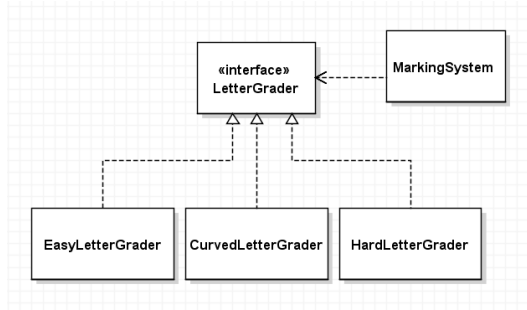 «interface»
LetterGrader
MarkingSystem
EasyLetterGrader
CurvedLetterGrader
HardLetterGrader